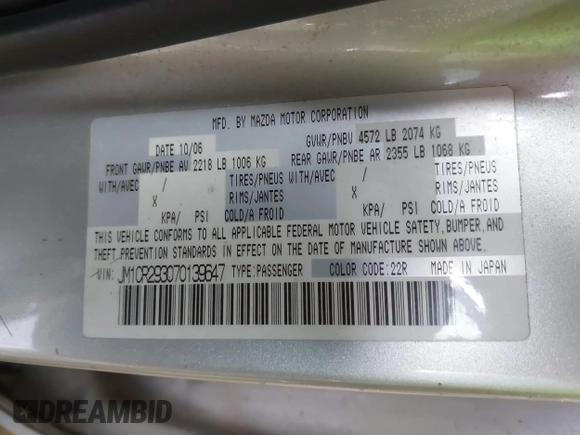 MFD. BY MAZDA MOTOR CORPORATION
DATE 10/06 GVWR/PNBV 4572 LB 2074 KG
FRONT GAWR/PNBE AV 2218 LB 1006 KG REAR GAWR/PNBE AR 2355 LB 1068 KG
WITH/AVEC / TIRES/PNEUS WITH/AVEC / TIRES/PNEUS
X RIMS/JANTES X RIMS/JANTES
KPA/ PSI COLD/A FROID KPA/ PSI COLD/A FROID
THIS VEHICLE CONFORMS TO ALL APPLICABLE FEDERAL MOTOR VEHICLE SAFETY, BUMPER, AND
THEFT PREVENTION STANDARDS IN EFFECT ON THE DATE OF MANUFACTURE SHOWN ABOVE.
VIN: JM1CR293070139647 TYPE:PASSENGER COLOR CODE:22R MADE IN JAPAN
DREAMBID